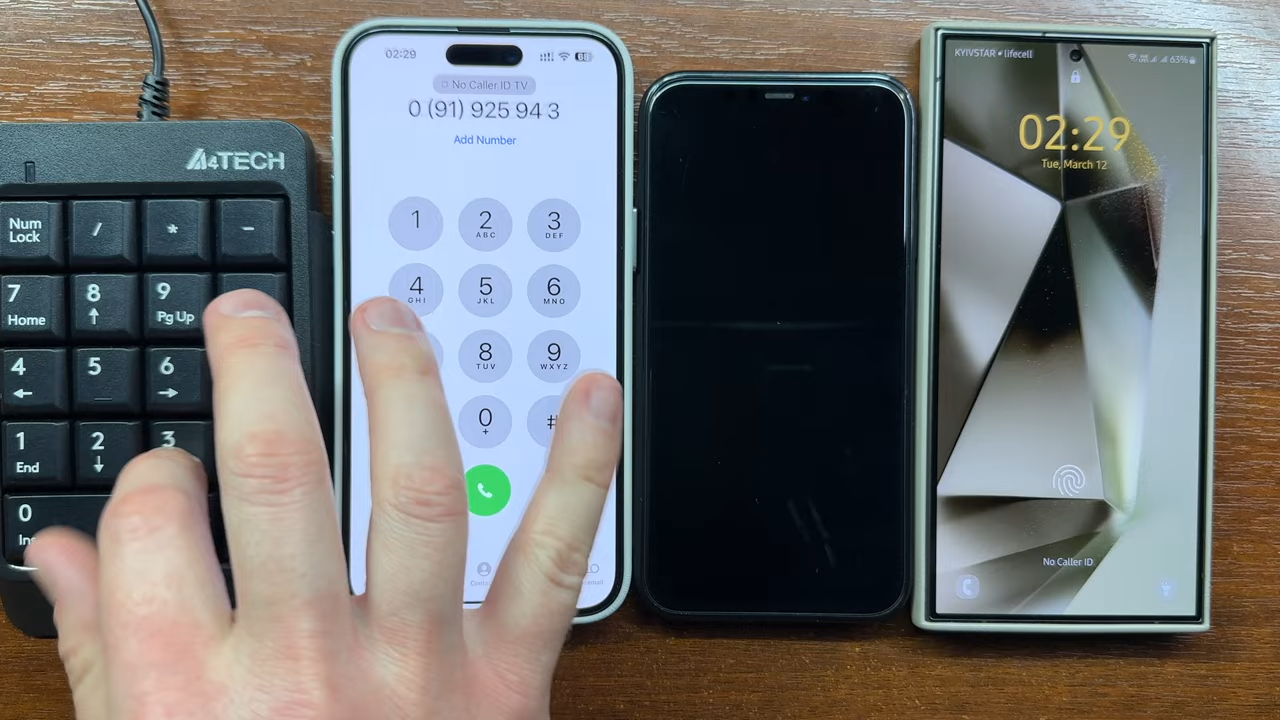 A4TECH
Num
Lock
/
*
-
7
Home
8
↑
9
Pg Up
4
←
5
6
→
1
End
2
↓
3
0
02:29
No Caller ID TV
0 (91) 925 94 3
Add Number
1
2
ABC
3
DEF
4
GHI
5
JKL
6
MNO
8
TUV
9
WXYZ
0
+
#
KYIVSTAR • lifecell
63%
02:29
Tue, March 12
No Caller ID